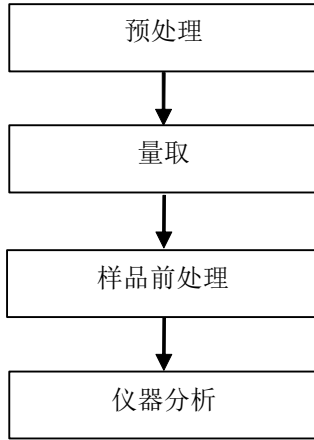 预处理
量取
样品前处理
仪器分析